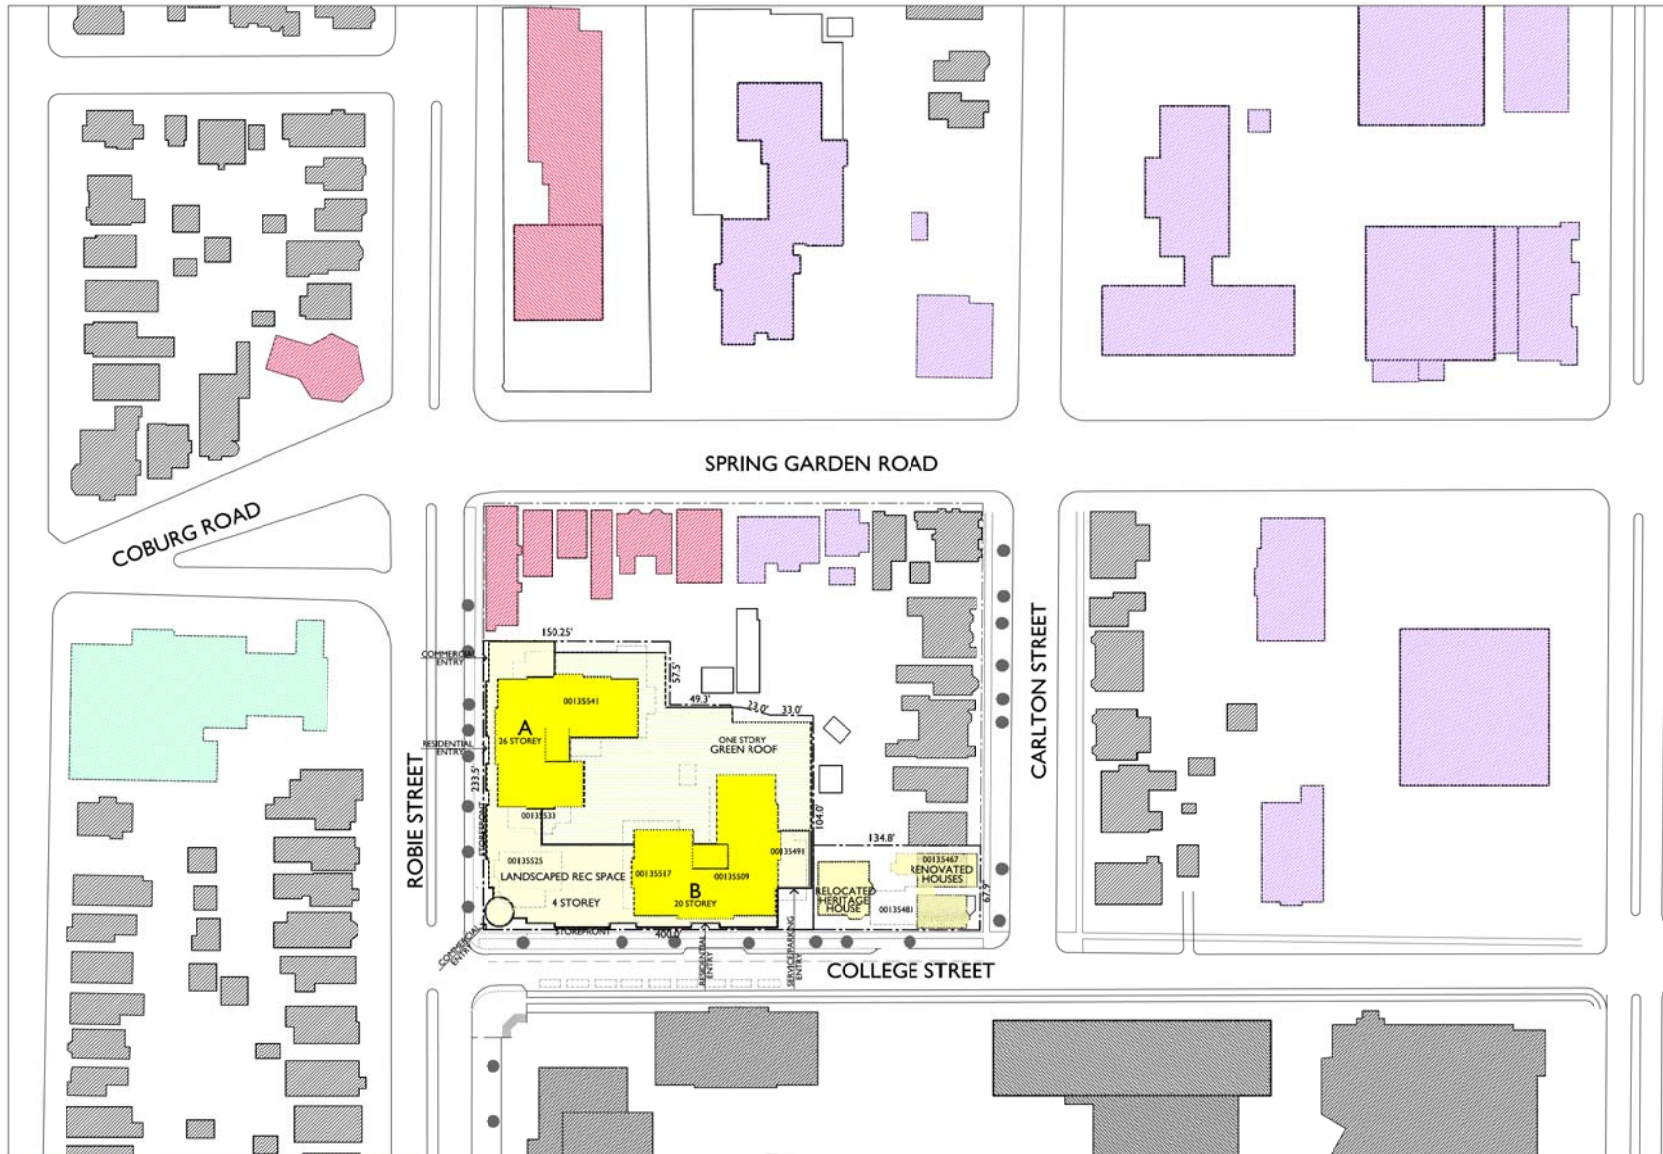 SPRING GARDEN ROAD
COBURG ROAD
150.25'
COMMERCIAL
ENTRY
57.5'
00135541
49.3'
23.0'
33.0'
A
26 STOREY
ONE STORY
GREEN ROOF
RESIDENTIAL
ENTRY
CARLTON STREET
233.5'
ROBIE STREET
00135533
104.0'
STOREFRONT
134.8'
00135491
00135525
00135467
RENOVATED
HOUSES
LANDSCAPED REC SPACE
00135517
00135509
B
RELOCATED
HERITAGE
HOUSE
67.9'
4 STOREY
20 STOREY
00135481
STOREFRONT
400.0'
COMMERCIAL
ENTRY
RESIDENTIAL
ENTRY
SERVICE/PARKING
ENTRY
COLLEGE STREET